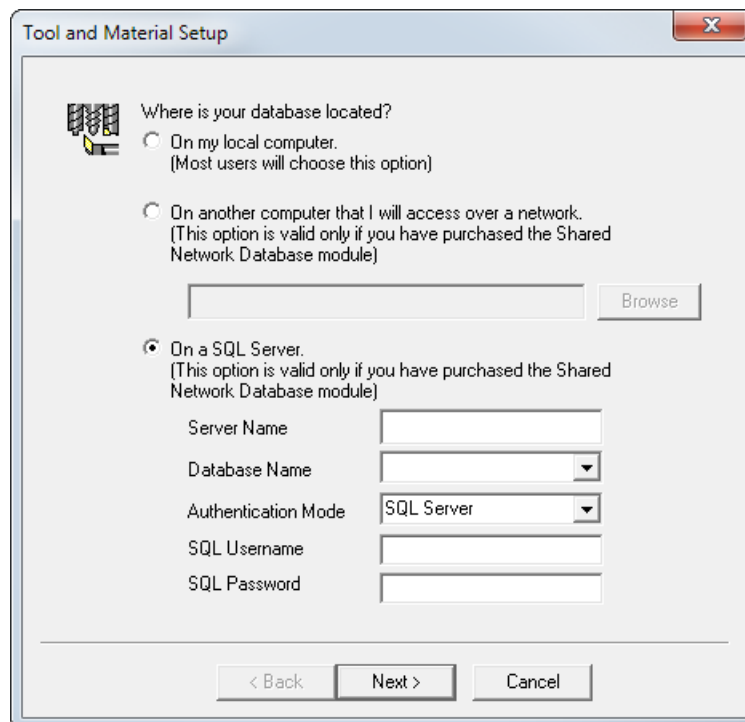 Tool and Material Setup
Where is your database located?
On my local computer.
(Most users will choose this option)
On another computer that I will access over a network.
(This option is valid only if you have purchased the Shared
Network Database module)
Browse
On a SQL Server.
(This option is valid only if you have purchased the Shared
Network Database module)
Server Name
Database Name
Authentication Mode SQL Server
SQL Username
SQL Password
< Back Next > Cancel